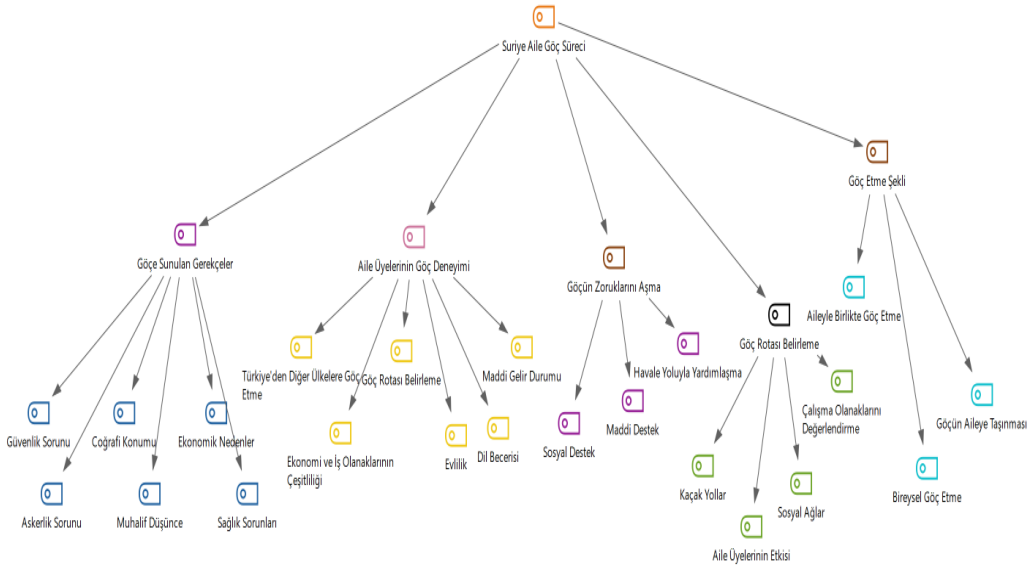 Suriye Aile Göç Süreci
Göç Etme Şekli
Göçe Sunulan Gerekçeler
Aile Üyelerinin Göç Deneyimi
Göçün Zoruklarını Aşma
Göç Rotası Belirleme
Aileyle Birlikte Göç Etme
Türkiye'den Diğer Ülkelere Göç
Etme
Göç Rotası Belirleme
Maddi Gelir Durumu
Havale Yoluyla Yardımlaşma
Çalışma Olanaklarını
Değerlendirme
Göçün Aileye Taşınması
Güvenlik Sorunu
Coğrafi Konumu
Ekonomik Nedenler
Ekonomi ve İş Olanaklarının
Çeşitliliği
Evlilik
Dil Becerisi
Sosyal Destek
Maddi Destek
Kaçak Yollar
Sosyal Ağlar
Bireysel Göç Etme
Askerlik Sorunu
Muhalif Düşünce
Sağlık Sorunları
Aile Üyelerinin Etkisi